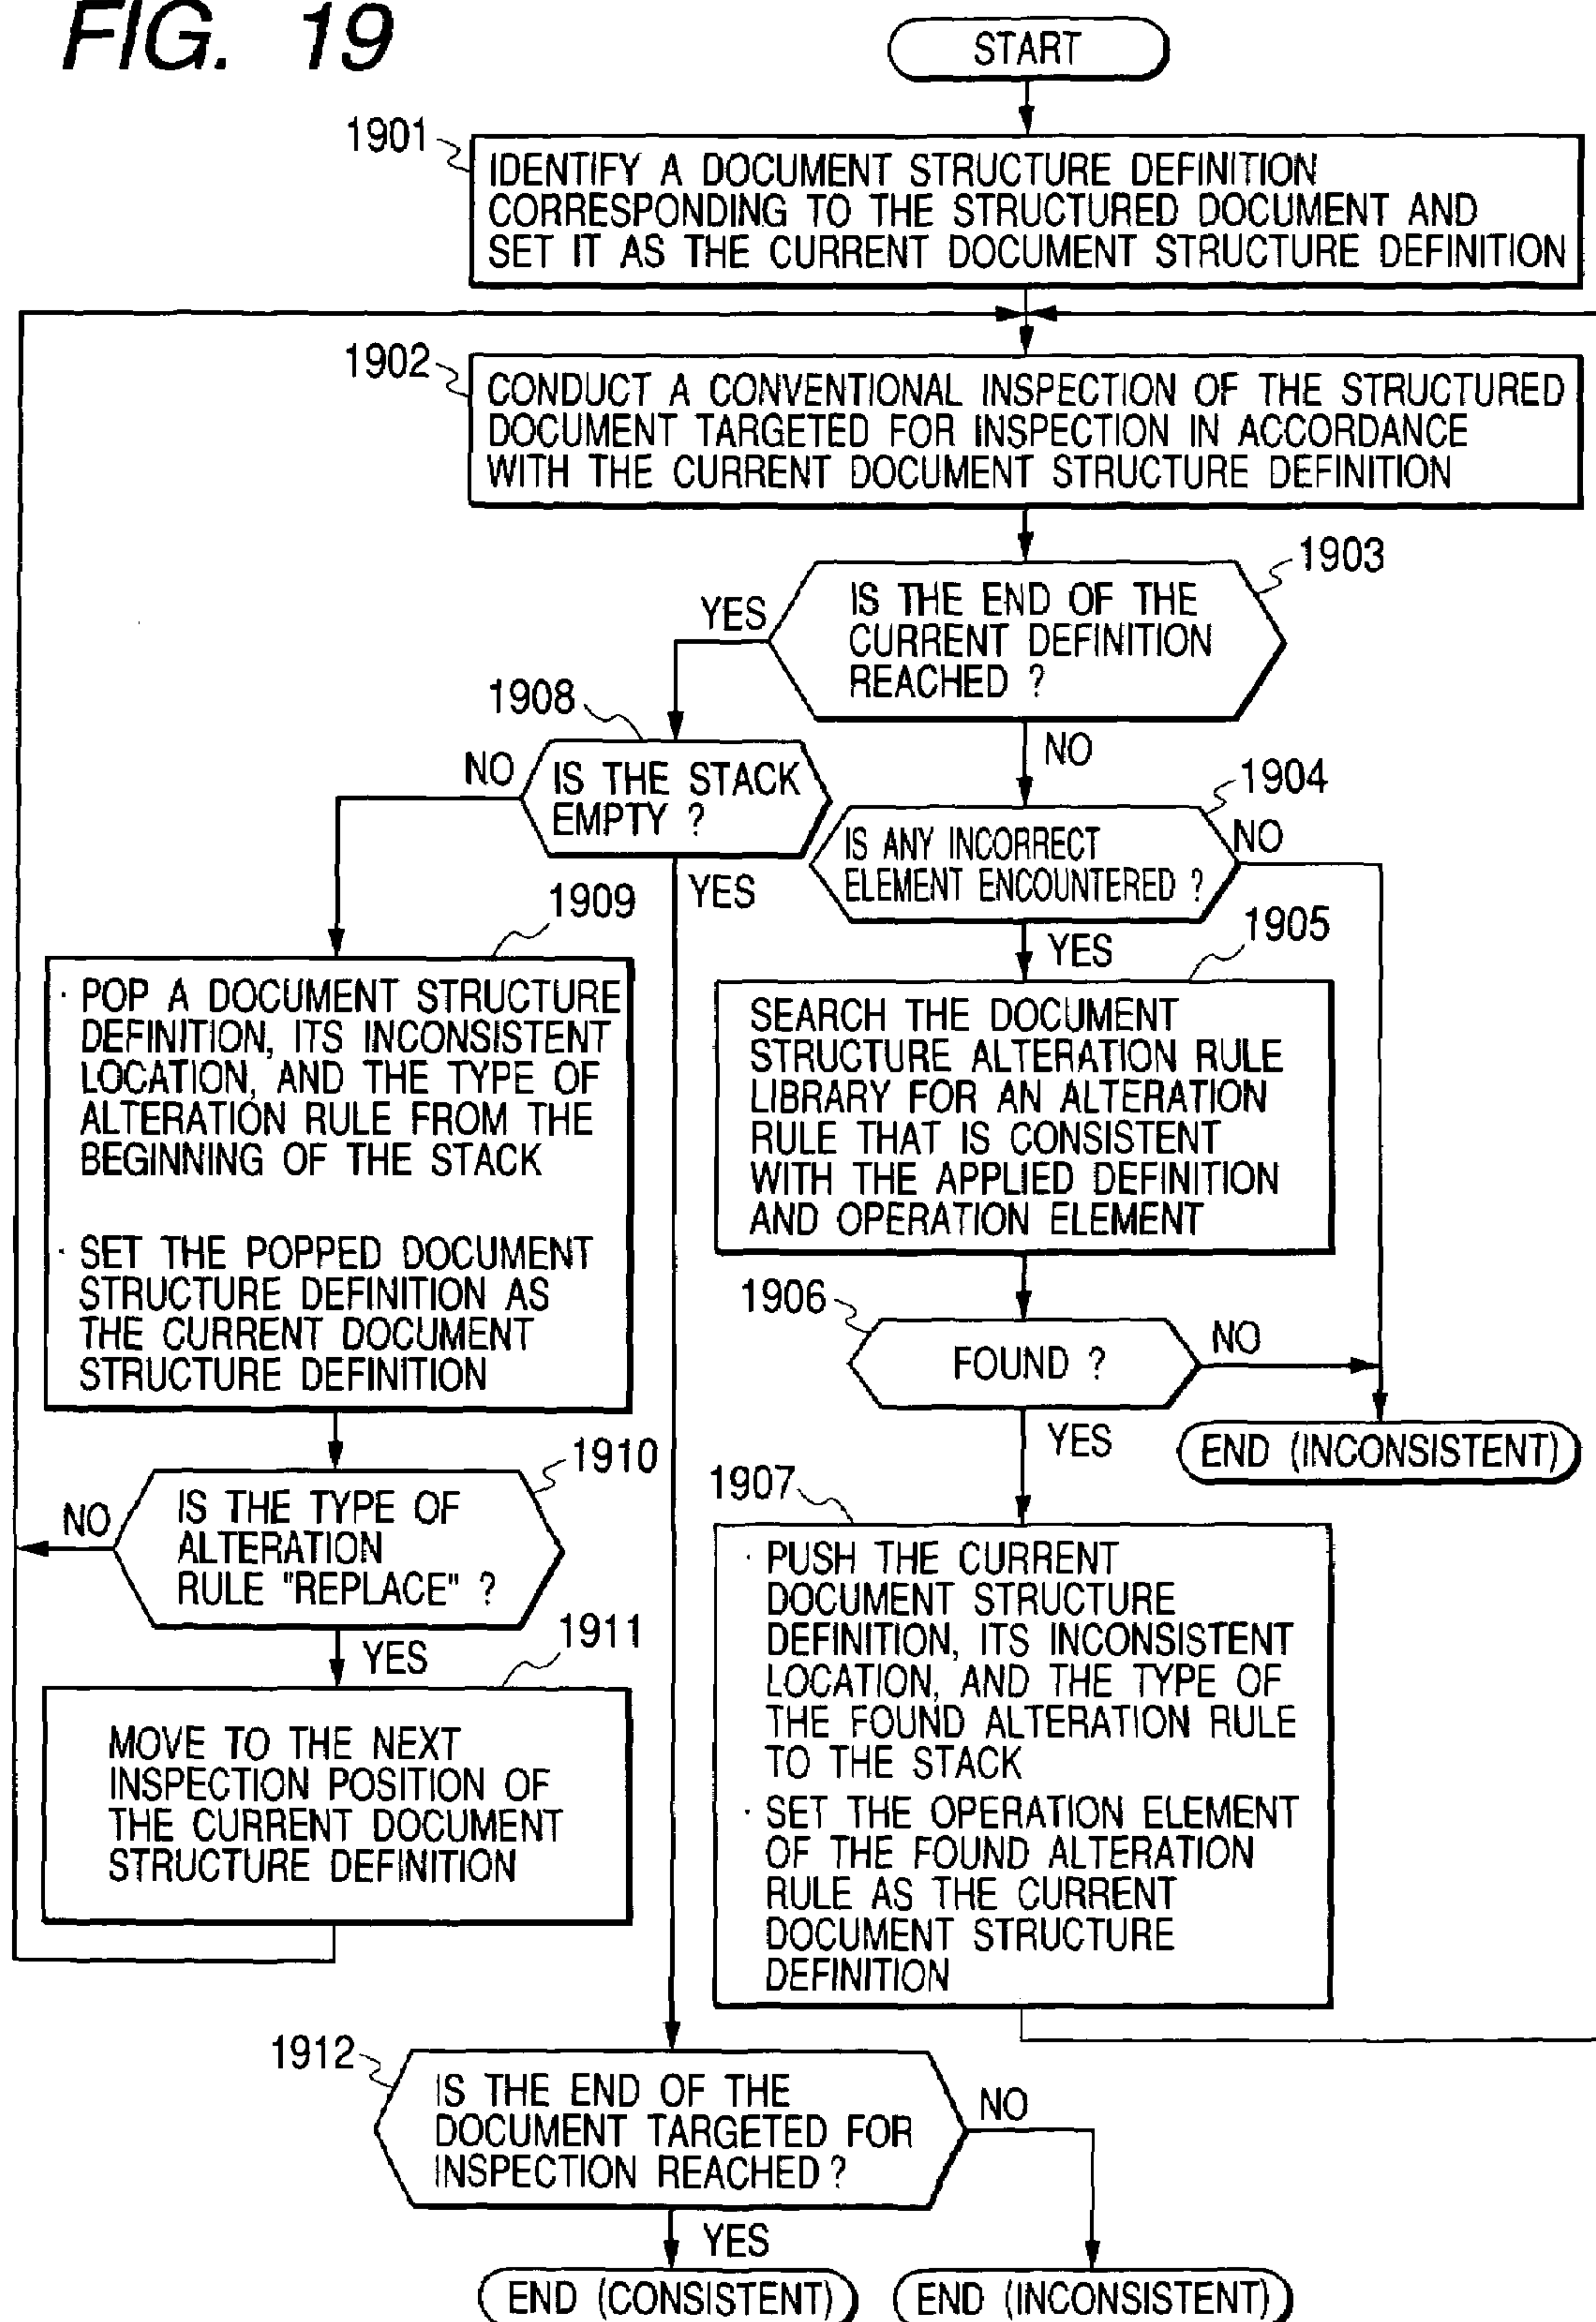 FIG. 19
START
1901
IDENTIFY A DOCUMENT STRUCTURE DEFINITION
CORRESPONDING TO THE STRUCTURED DOCUMENT AND
SET IT AS THE CURRENT DOCUMENT STRUCTURE DEFINITION
1902
CONDUCT A CONVENTIONAL INSPECTION OF THE STRUCTURED
DOCUMENT TARGETED FOR INSPECTION IN ACCORDANCE
WITH THE CURRENT DOCUMENT STRUCTURE DEFINITION
1903
IS THE END OF THE
CURRENT DEFINITION
REACHED ?
YES
NO
1908
IS THE STACK
EMPTY ?
NO
YES
1904
IS ANY INCORRECT
ELEMENT ENCOUNTERED ?
NO
YES
1909
· POP A DOCUMENT STRUCTURE
DEFINITION, ITS INCONSISTENT
LOCATION, AND THE TYPE OF
ALTERATION RULE FROM THE
BEGINNING OF THE STACK
· SET THE POPPED DOCUMENT
STRUCTURE DEFINITION AS
THE CURRENT DOCUMENT
STRUCTURE DEFINITION
1905
SEARCH THE DOCUMENT
STRUCTURE ALTERATION RULE
LIBRARY FOR AN ALTERATION
RULE THAT IS CONSISTENT
WITH THE APPLIED DEFINITION
AND OPERATION ELEMENT
1906
FOUND ?
NO
YES
END (INCONSISTENT)
1910
IS THE TYPE OF
ALTERATION
RULE "REPLACE" ?
NO
YES
1907
· PUSH THE CURRENT
DOCUMENT STRUCTURE
DEFINITION, ITS INCONSISTENT
LOCATION, AND THE TYPE OF
THE FOUND ALTERATION RULE
TO THE STACK
· SET THE OPERATION ELEMENT
OF THE FOUND ALTERATION
RULE AS THE CURRENT
DOCUMENT STRUCTURE
DEFINITION
1911
MOVE TO THE NEXT
INSPECTION POSITION OF
THE CURRENT DOCUMENT
STRUCTURE DEFINITION
1912
IS THE END OF THE
DOCUMENT TARGETED FOR
INSPECTION REACHED ?
NO
YES
END (CONSISTENT)
END (INCONSISTENT)